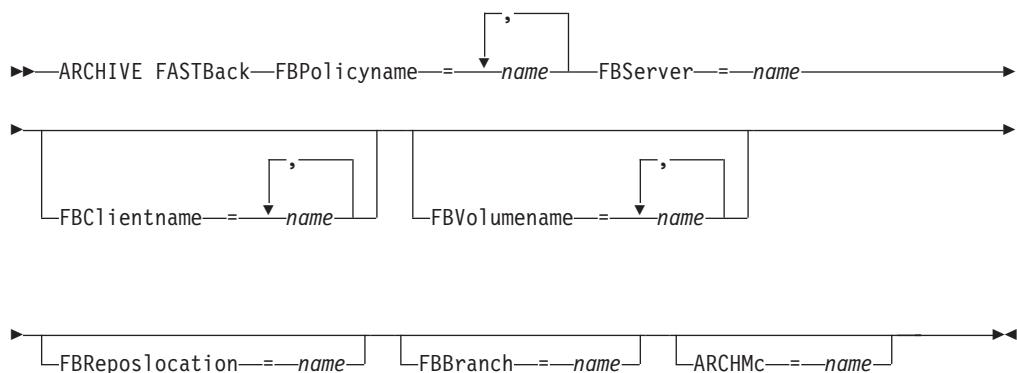 ,
ARCHIVE FASTBack FBPolicyname = name FBServer = name
, ,
FBClientname = name FBVolumename = name
FBReposlocation = name FBBranch = name ARCHMc = name